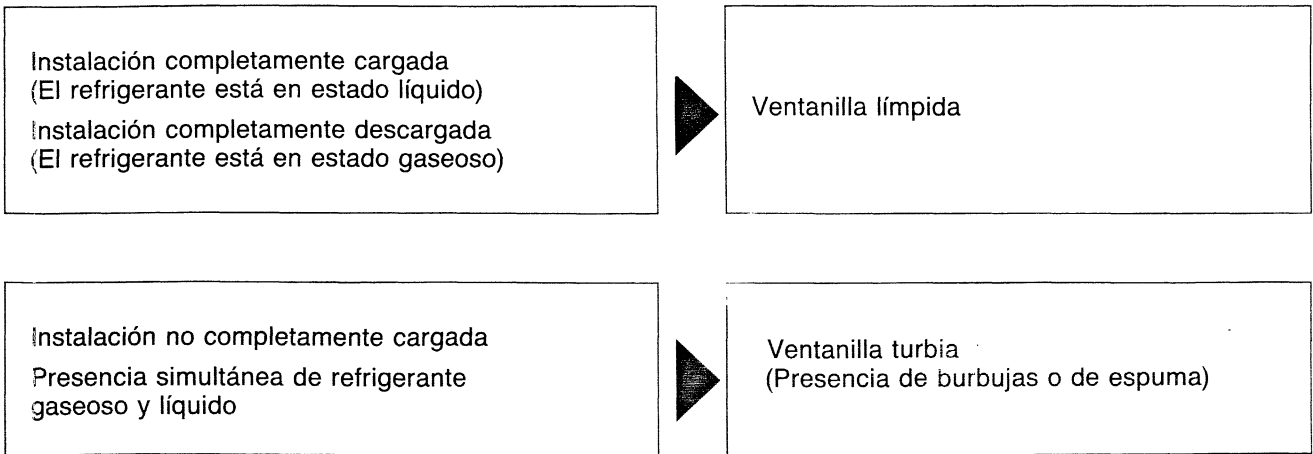 Instalación completamente cargada
(El refrigerante está en estado líquido)
Instalación completamente descargada
(El refrigerante está en estado gaseoso)
Ventanilla límpida
Instalación no completamente cargada
Presencia simultánea de refrigerante
gaseoso y líquido
Ventanilla turbia
(Presencia de burbujas o de espuma)